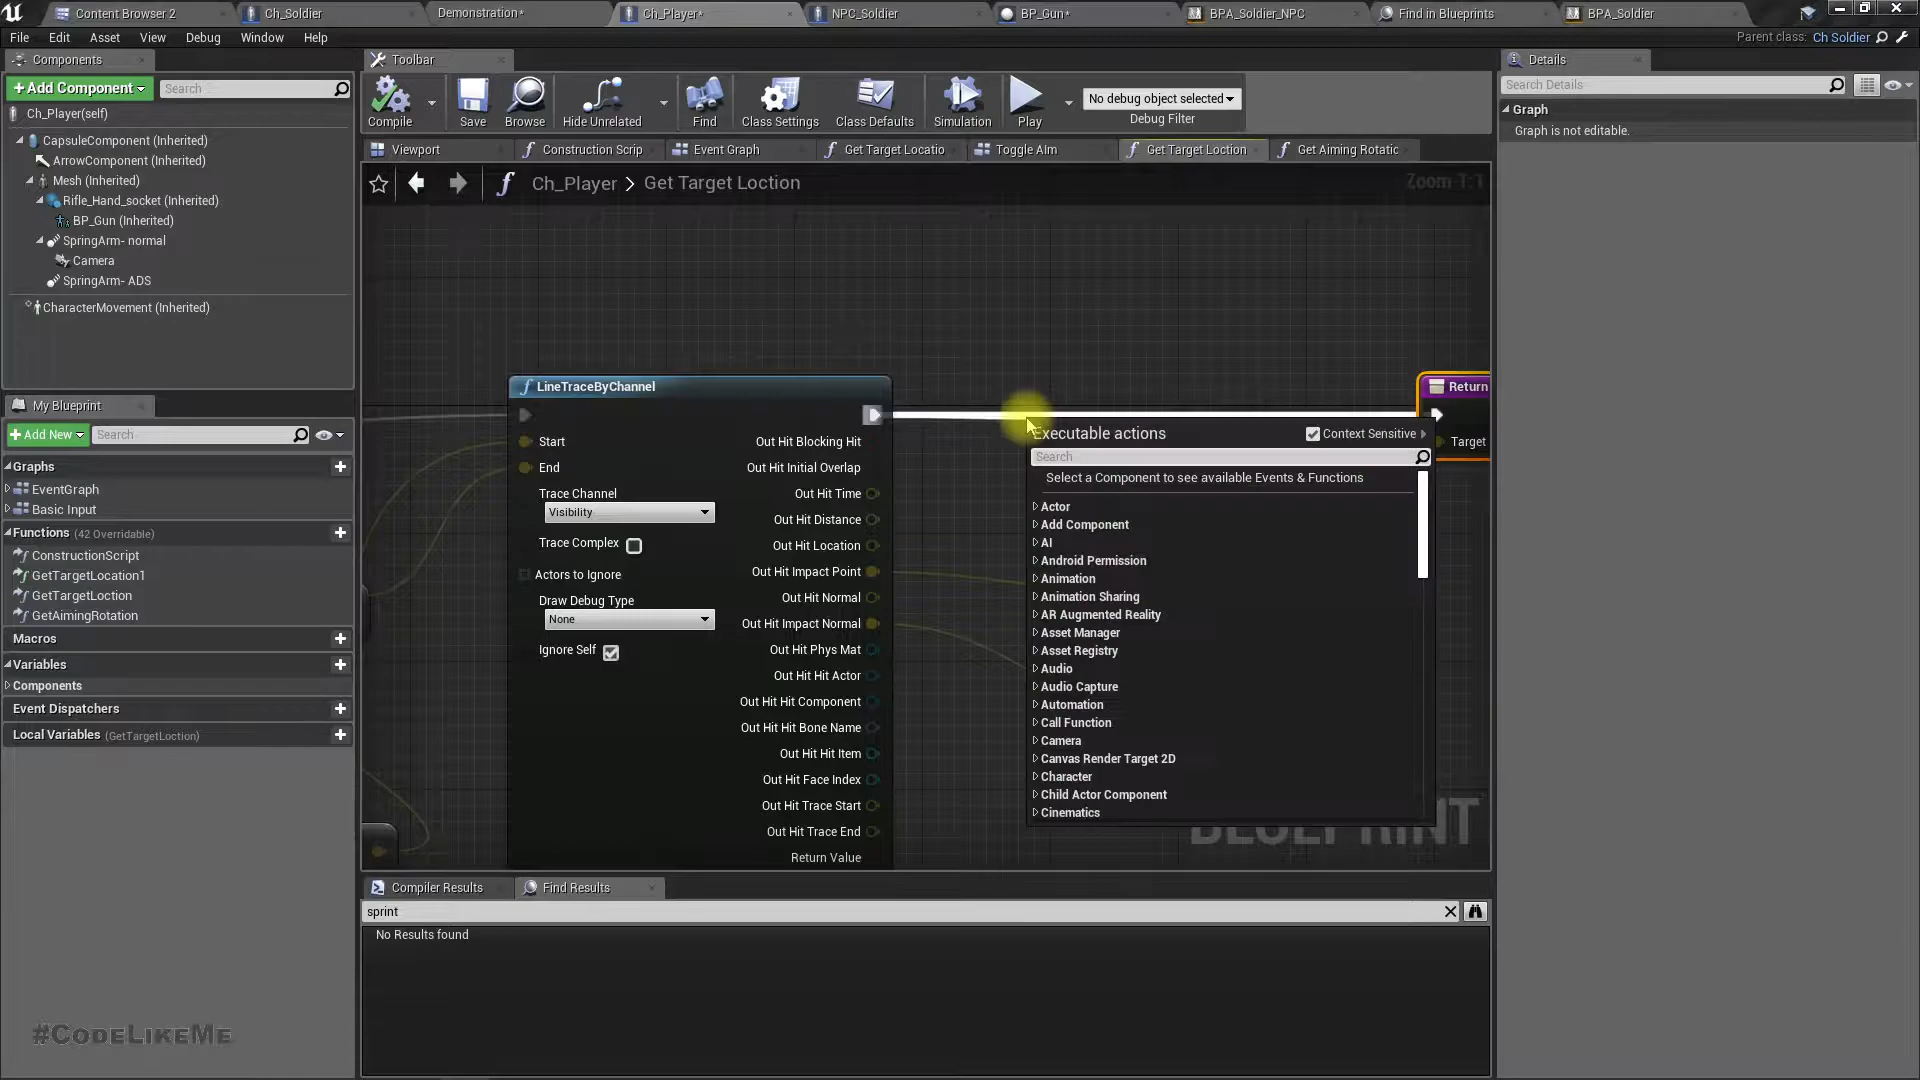 Content Browser 2
Ch_Soldier
Demonstration*
Ch_Player*
NPC_Soldier
BP_Gun*
BPA_Soldier_NPC
Find in Blueprints
BPA_Soldier
File Edit Asset View Debug Window Help
Parent class: Ch Soldier
Components
+Add Component
Search
Ch_Player(self)
CapsuleComponent (Inherited)
ArrowComponent (Inherited)
Mesh (Inherited)
Rifle_Hand_socket (Inherited)
BP_Gun (Inherited)
SpringArm- normal
Camera
SpringArm- ADS
CharacterMovement (Inherited)
My Blueprint
+Add New
Search
Graphs
EventGraph
Basic Input
Functions (42 Overridable)
ConstructionScript
GetTargetLocation1
GetTargetLoction
GetAimingRotation
Macros
Variables
Components
Event Dispatchers
Local Variables (GetTargetLoction)
#CodeLikeMe
Toolbar
Compile
Save
Browse
Hide Unrelated
Find
Class Settings
Class Defaults
Simulation
Play
No debug object selected
Debug Filter
Viewport
Construction Scrip
Event Graph
Get Target Locatio
Toggle AIm
Get Target Loction
Get Aiming Rotatic
Ch_Player > Get Target Loction
Zoom 1:1
LineTraceByChannel
Start
End
Trace Channel
Visibility
Trace Complex
Actors to Ignore
Draw Debug Type
None
Ignore Self
Out Hit Blocking Hit
Out Hit Initial Overlap
Out Hit Time
Out Hit Distance
Out Hit Location
Out Hit Impact Point
Out Hit Normal
Out Hit Impact Normal
Out Hit Phys Mat
Out Hit Hit Actor
Out Hit Hit Component
Out Hit Hit Bone Name
Out Hit Hit Item
Out Hit Face Index
Out Hit Trace Start
Out Hit Trace End
Return Value
Return
Target
Executable actions
Context Sensitive
Search
Select a Component to see available Events & Functions
Actor
Add Component
AI
Android Permission
Animation
Animation Sharing
AR Augmented Reality
Asset Manager
Asset Registry
Audio
Audio Capture
Automation
Call Function
Camera
Canvas Render Target 2D
Character
Child Actor Component
Cinematics
BLUEPRINT
Compiler Results
Find Results
sprint
No Results found
Details
Search Details
Graph
Graph is not editable.